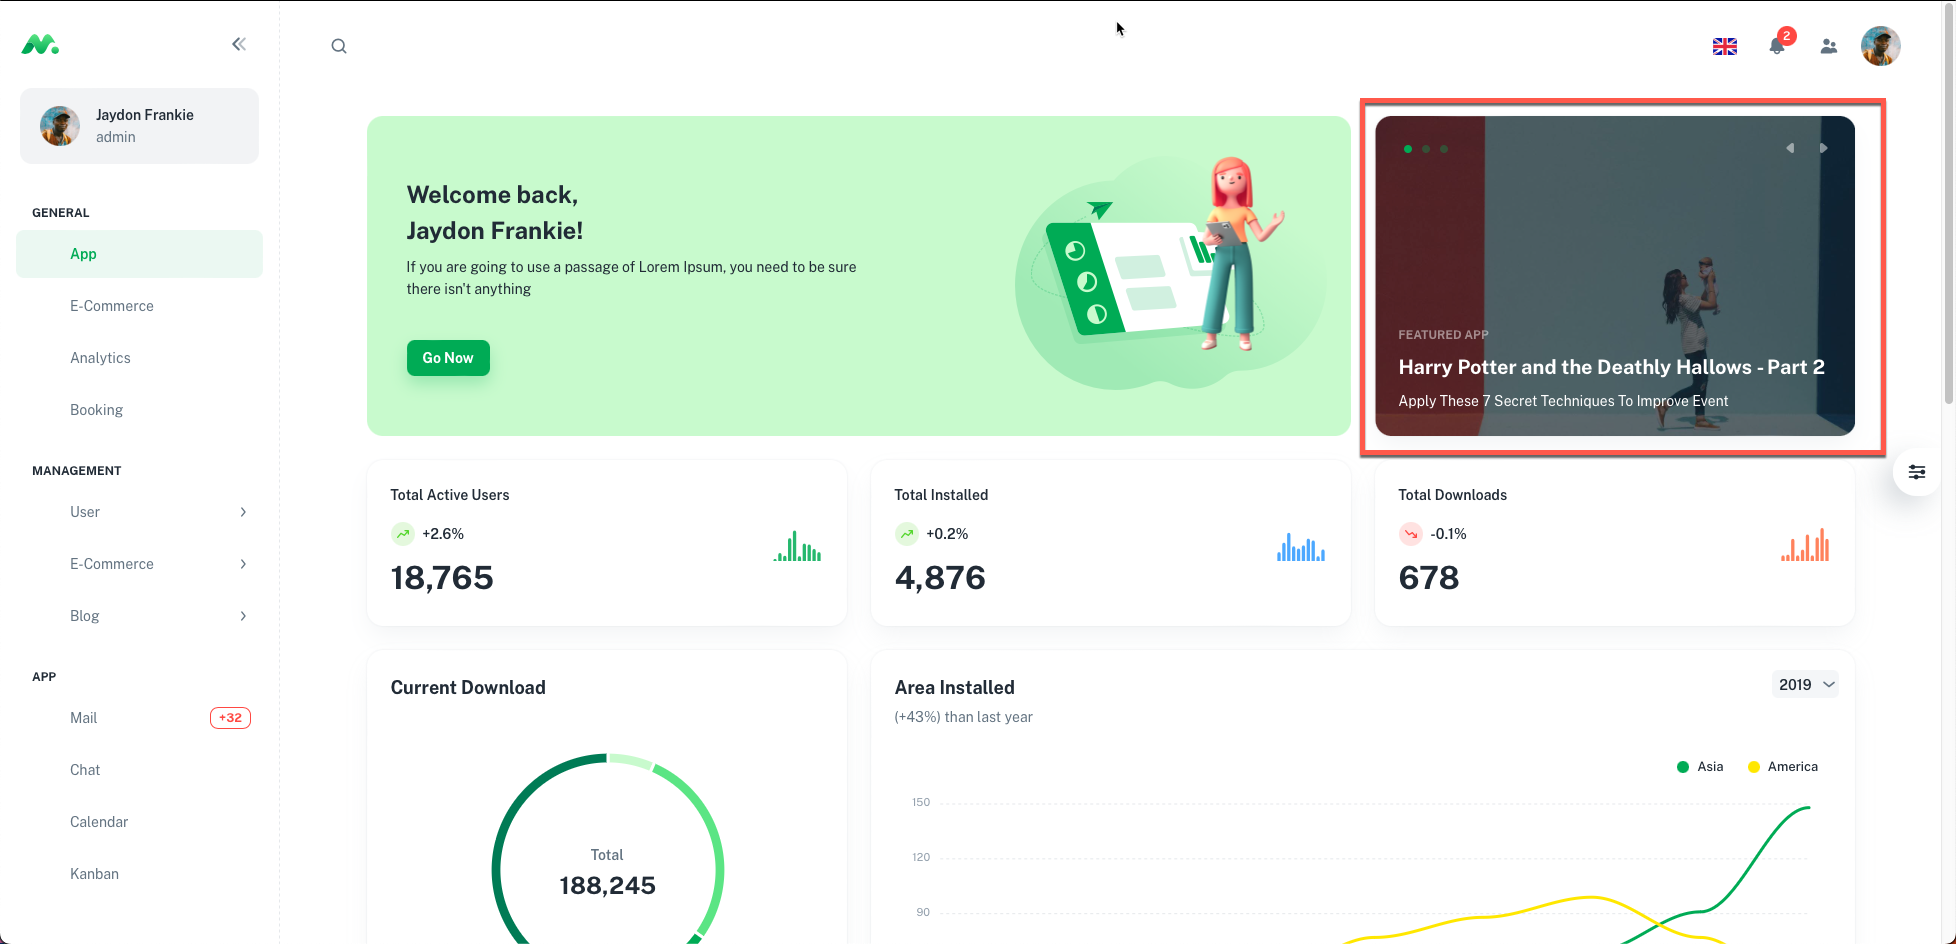 Jaydon Frankie
admin
GENERAL
App
E-Commerce
Analytics
Booking
MANAGEMENT
User
E-Commerce
Blog
APP
Mail
+32
Chat
Calendar
Kanban
2
Welcome back,
Jaydon Frankie!
If you are going to use a passage of Lorem Ipsum, you need to be sure
there isn't anything
Go Now
FEATURED APP
Harry Potter and the Deathly Hallows - Part 2
Apply These 7 Secret Techniques To Improve Event
Total Active Users
+2.6%
18,765
Total Installed
+0.2%
4,876
Total Downloads
-0.1%
678
Current Download
Total
188,245
Area Installed
(+43%) than last year
2019
Asia
America
150
120
90